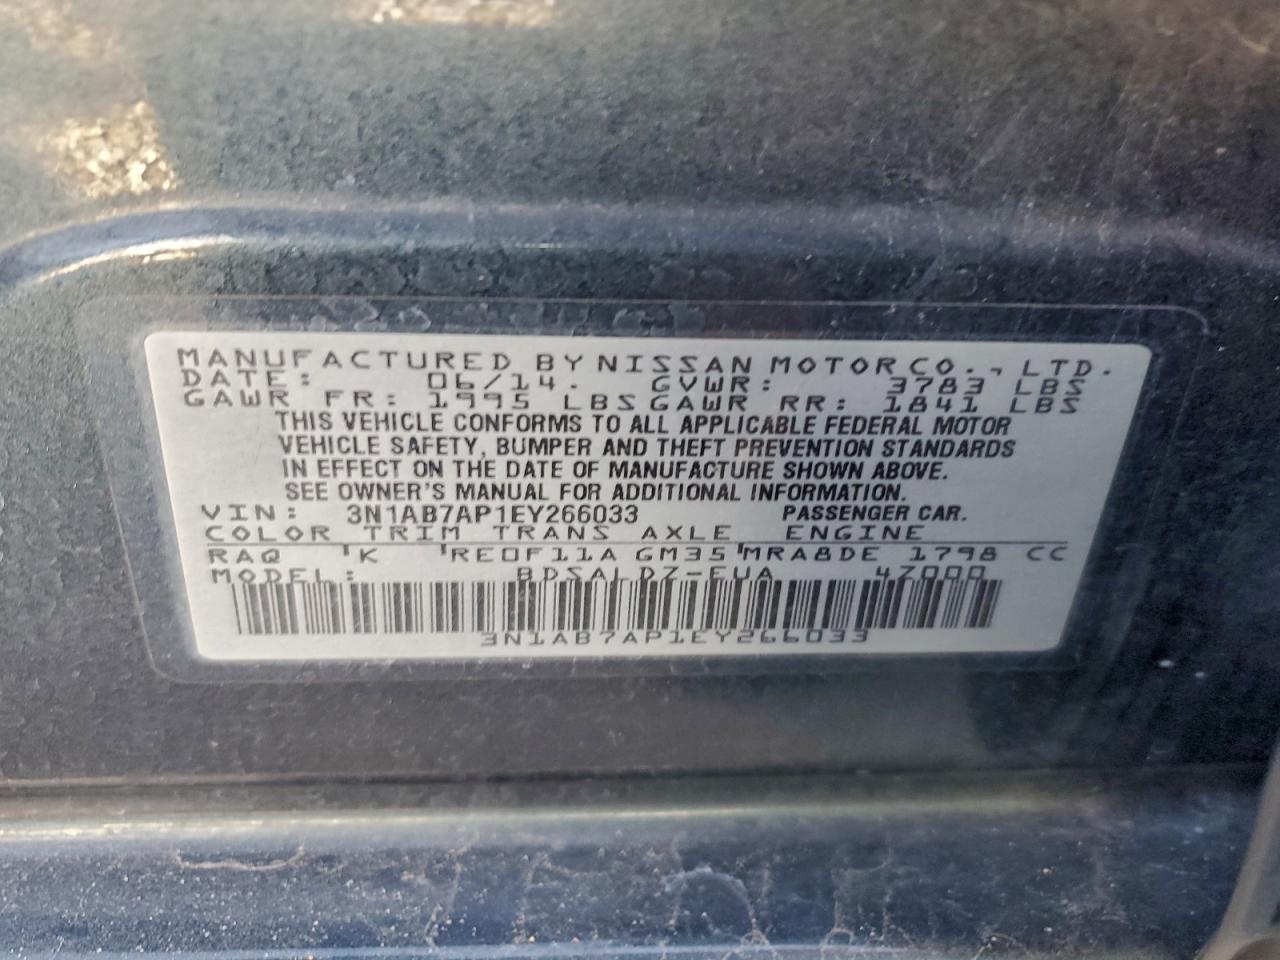 MANUFACTURED BY NISSAN MOTOR CO., LTD.
DATE: 06/14. GVWR: 3783 LBS
GAWR FR: 1995 LBS GAWR RR: 1841 LBS
THIS VEHICLE CONFORMS TO ALL APPLICABLE FEDERAL MOTOR
VEHICLE SAFETY, BUMPER AND THEFT PREVENTION STANDARDS
IN EFFECT ON THE DATE OF MANUFACTURE SHOWN ABOVE.
SEE OWNER'S MANUAL FOR ADDITIONAL INFORMATION.
VIN: 3N1AB7AP1EY266033 PASSENGER CAR.
COLOR TRIM TRANS AXLE ENGINE
RAQ 'K 'RE0F11A GM35 'MRA8DE 1798 CC
MODEL: BDSALDZ-EUA 4Z000
3N1AB7AP1EY266033